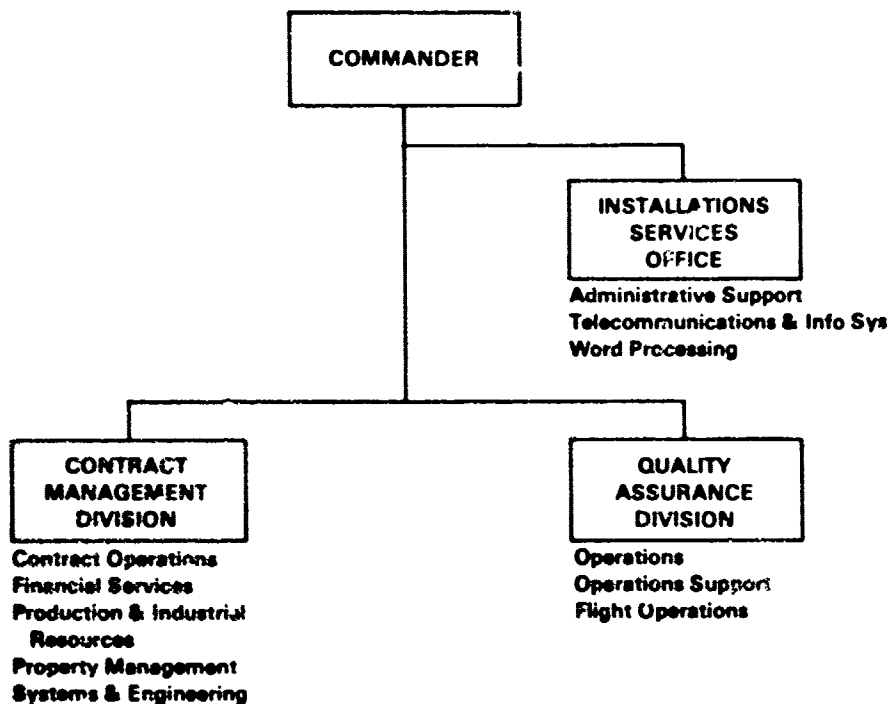 COMMANDER
INSTALLATIONS
SERVICES
OFFICE
Administrative Support
Telecommunications & Info Sys
Word Processing
CONTRACT
MANAGEMENT
DIVISION
Contract Operations
Financial Services
Production & Industrial
Resources
Property Management
Systems & Engineering
QUALITY
ASSURANCE
DIVISION
Operations
Operations Support
Flight Operations